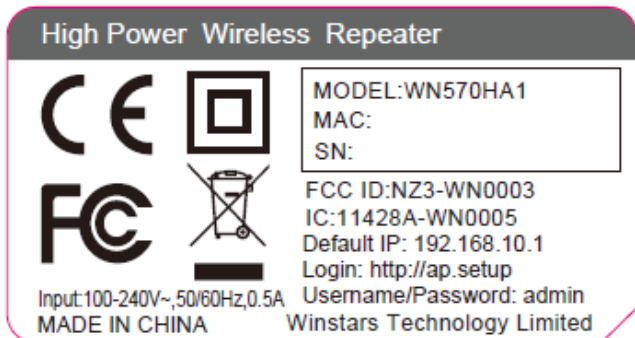 High Power Wireless Repeater
CE
FC
MODEL:WN570HA1
MAC:
SN:
FCC ID:NZ3-WN0003
IC:11428A-WN0005
Default IP: 192.168.10.1
Login: http://ap.setup
Input:100-240V~,50/60Hz,0.5A
Username/Password: admin
MADE IN CHINA
Winstars Technology Limited